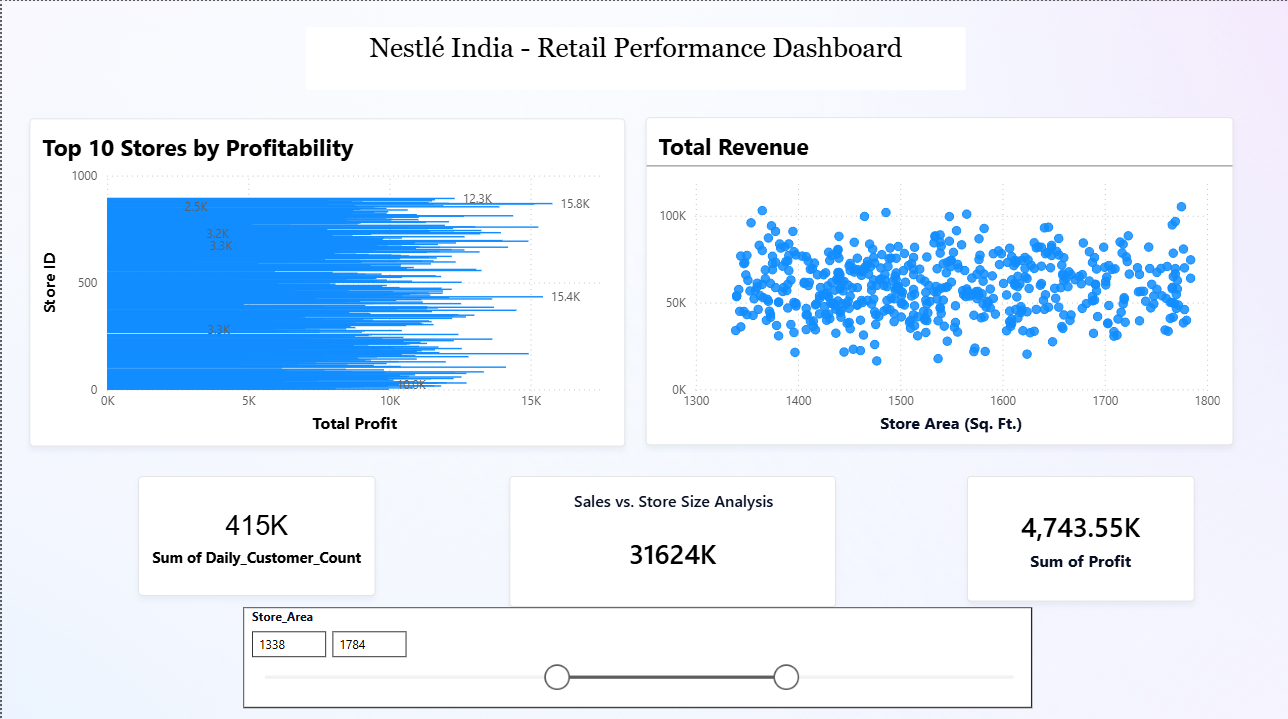 Nestlé India - Retail Performance Dashboard
Top 10 Stores by Profitability
1000
500
0
Store ID
12.3K
15.8K
2.5K
3.2K
3.3K
15.4K
3.3K
10.9K
0K
5K
10K
15K
Total Profit
Total Revenue
100K
50K
0K
1300
1400
1500
1600
1700
1800
Store Area (Sq. Ft.)
415K
Sum of Daily_Customer_Count
Sales vs. Store Size Analysis
31624K
4,743.55K
Sum of Profit
Store_Area
1338
1784